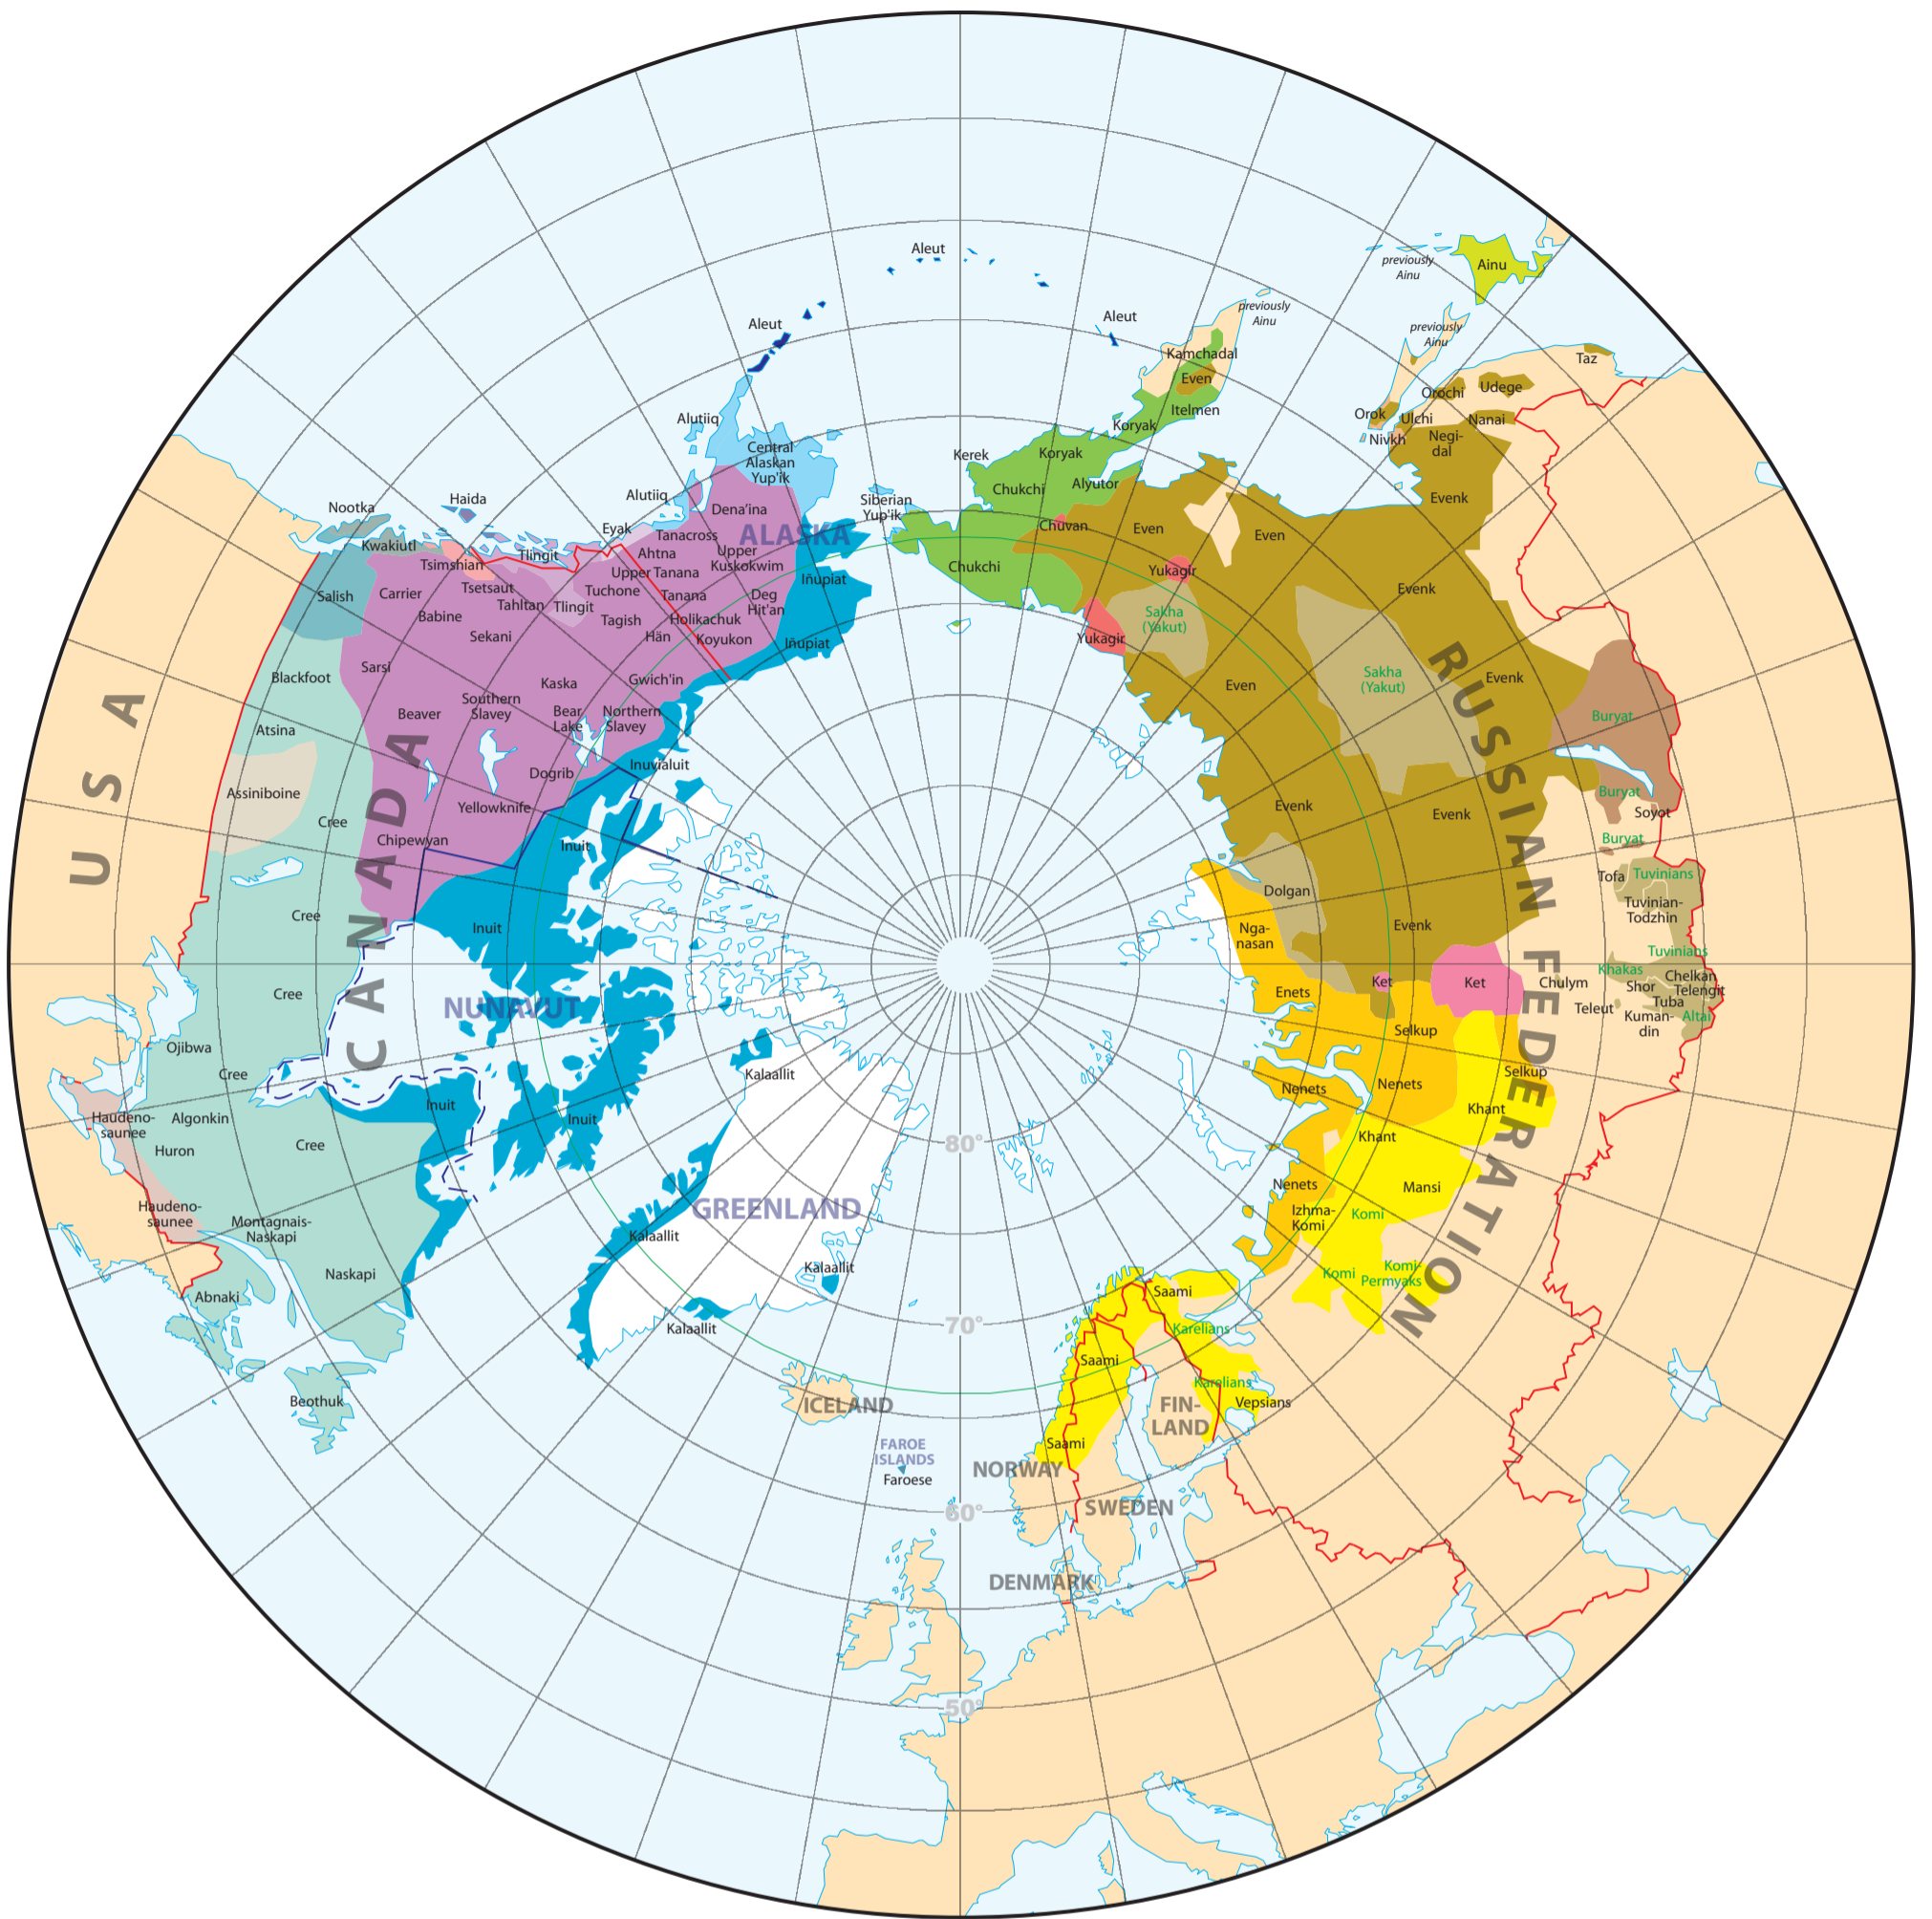 Aleut
Aleut
Aleut
previously
Ainu
Ainu
previously
Ainu
previously
Ainu
Kamchadal
Even
Itelmen
Koryak
Taz
Udege
Orochi
Orok
Ulchi
Nanai
Nivkh
Negi-
dal
Evenk
Alutiiq
Central
Alaskan
Yup'ik
Alutiiq
Siberian
Yup'ik
Kerek
Koryak
Chukchi
Alyutor
Chuvan
Even
Even
Chukchi
Yukagir
Sakha
(Yakut)
Yukagir
Even
Evenk
Sakha
(Yakut)
Evenk
Evenk
Evenk
Evenk
Buryat
Buryat
Soyot
Buryat
Tofa
Tuvinians
Tuvinian-
Todzhin
Tuvinians
Khakas
Chelkan
Shor
Telengit
Tuba
Kuman-
din
Altai
Teleut
Chulym
Ket
Ket
Dolgan
Nga-
nasan
Enets
Selkup
Selkup
Nenets
Nenets
Khant
Khant
Nenets
Mansi
Izhma-
Komi
Komi
Komi
Komi-
Permyaks
RUSSIAN FEDERATION
Nootka
Haida
Kwakiutl
Tsimshian
Tlingit
Eyak
ALASKA
Dena'ina
Tanacross
Ahtna
Upper
Kuskokwim
Upper Tanana
Tuchone
Tanana
Deg
Hit'an
Iñupiat
Iñupiat
Holikachuk
Koyukon
Hän
Tagish
Tlingit
Tahltan
Tsetsaut
Salish
Carrier
Babine
Sekani
Sarsi
Blackfoot
Kaska
Gwich'in
Southern
Slavey
Beaver
Bear
Lake
Northern
Slavey
Atsina
Inuvialuit
Dogrib
Yellowknife
Assiniboine
Cree
Chipewyan
Inuit
Inuit
Cree
Cree
CANADA
USA
NUNAVUT
Ojibwa
Cree
Kalaallit
Inuit
Inuit
Haudeno-
saunee
Algonkin
Huron
Cree
Haudeno-
saunee
Montagnais-
Naskapi
Naskapi
Abnaki
Beothuk
GREENLAND
Kalaallit
Kalaallit
Kalaallit
80°
70°
60°
50°
ICELAND
FAROE
ISLANDS
Faroese
Saami
Karelians
Saami
Karelians
Vepsians
FIN-
LAND
Saami
NORWAY
SWEDEN
DENMARK